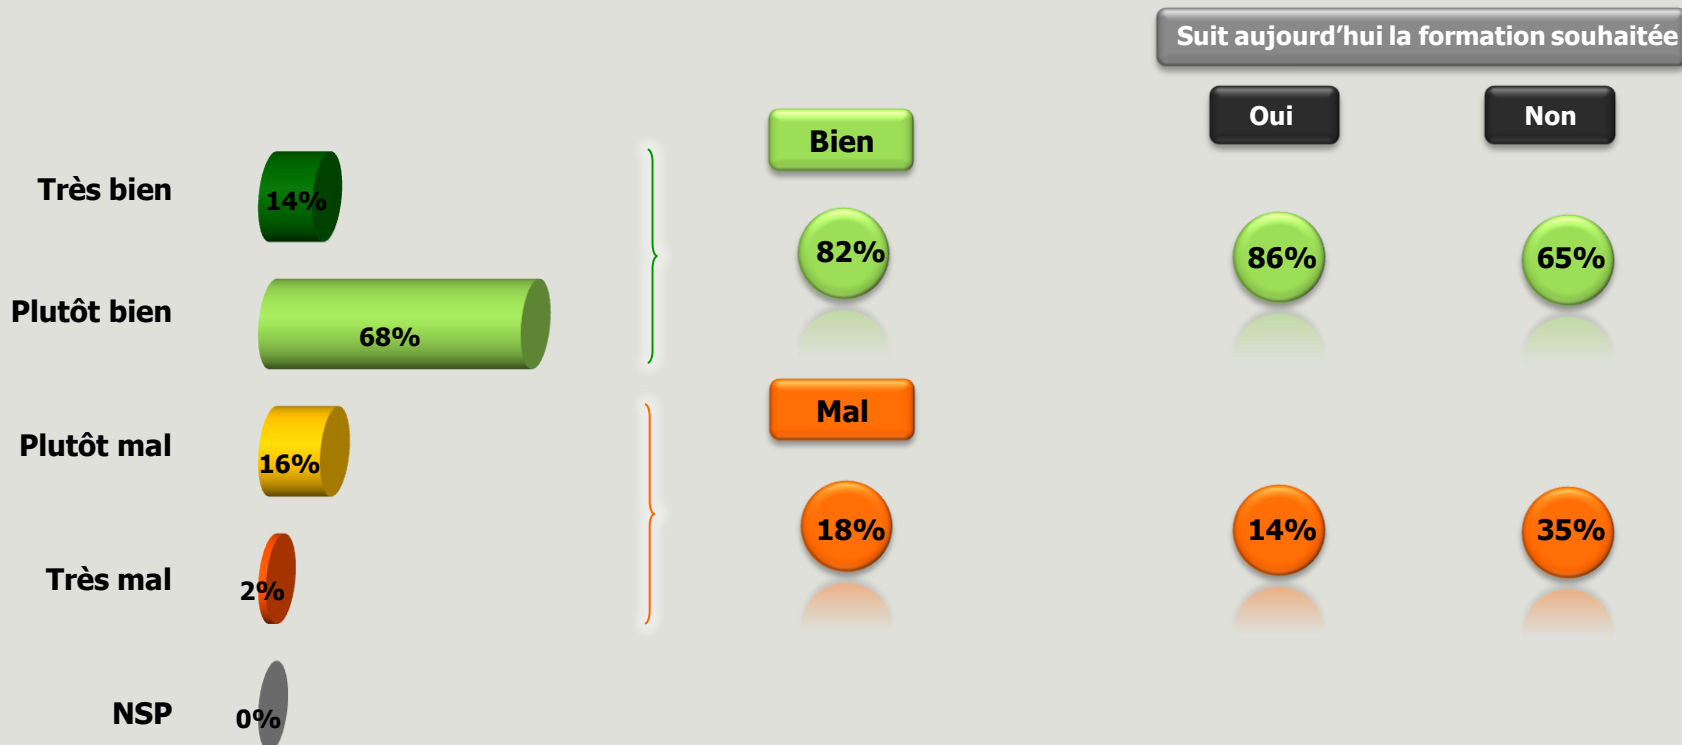 Suit aujourd’hui la formation souhaitée
Oui
Non
Bien
Très bien
14%
82%
86%
65%
Plutôt bien
68%
Mal
Plutôt mal
16%
18%
14%
35%
Très mal
2%
NSP
0%